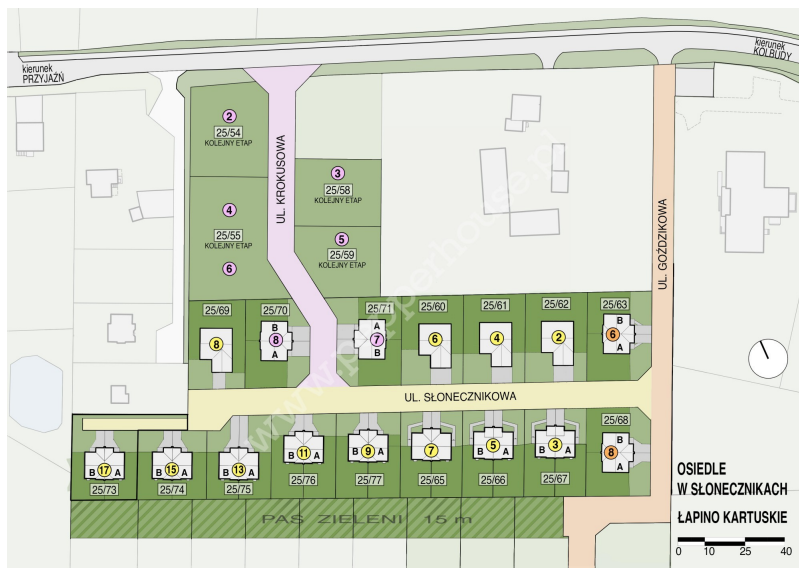 kierunek
PRZYJAŹŃ
kierunek
KOLBUDY
2
25/54
KOLEJNY ETAP
UL. KROKUSOWA
3
25/58
KOLEJNY ETAP
4
25/55
KOLEJNY ETAP
6
5
25/59
KOLEJNY ETAP
UL. GOŹDZIKOWA
25/69
25/70
25/71
25/60
25/61
25/62
25/63
8
B
8
A
A
7
B
6
4
2
B
6
A
UL. SŁONECZNIKOWA
B 17 A
B 15 A
B 13 A
B 11 A
B 9 A
7
B 5 A
B 3 A
25/68
B
8
A
25/73
25/74
25/75
25/76
25/77
25/65
25/66
25/67
PAS ZIELENI 15 m
OSIEDLE
W SŁONECZNIKACH
ŁAPINO KARTUSKIE
0 10 25 40